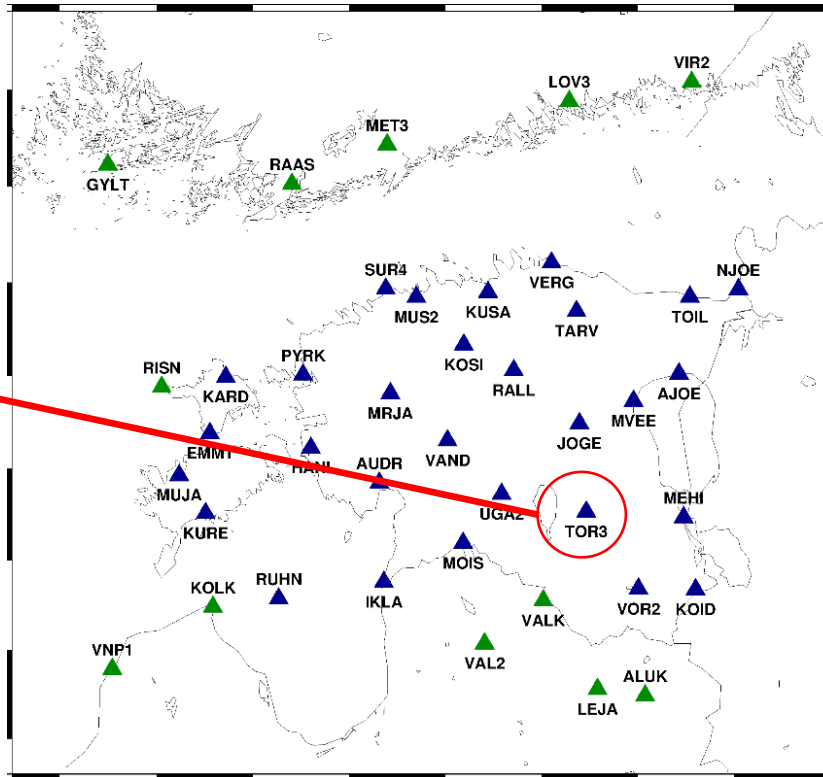 VIR2
LOV3
MET3
RAAS
GYLT
VERG
NJOE
SUR4
MUS2
KUSA
TARV
TOIL
PYRK
KOSI
RISN
KARD
RALL
AJOE
MRJA
MVEE
JOGE
EMMT
HANI
AUDR
VAND
MUJA
UGA2
MEHI
KURE
TOR3
MOIS
RUHN
KOLK
IKLA
VALK
VOR2
KOID
VNP1
VAL2
ALUK
LEJA